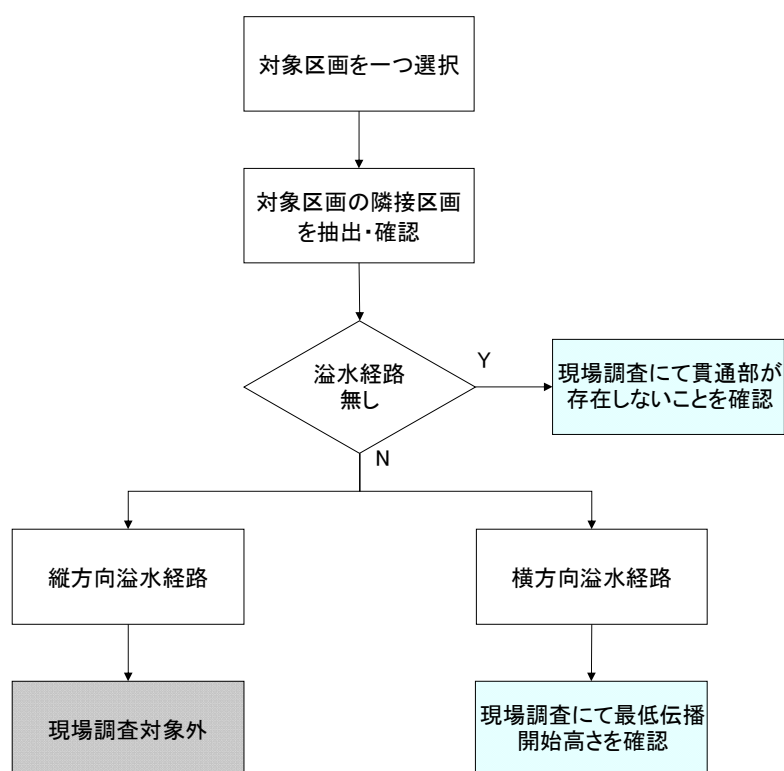 対象区画を一つ選択
対象区画の隣接区画
を抽出・確認
溢水経路
無し
Y
現場調査にて貫通部が
存在しないことを確認
N
縦方向溢水経路
横方向溢水経路
現場調査対象外
現場調査にて最低伝播
開始高さを確認